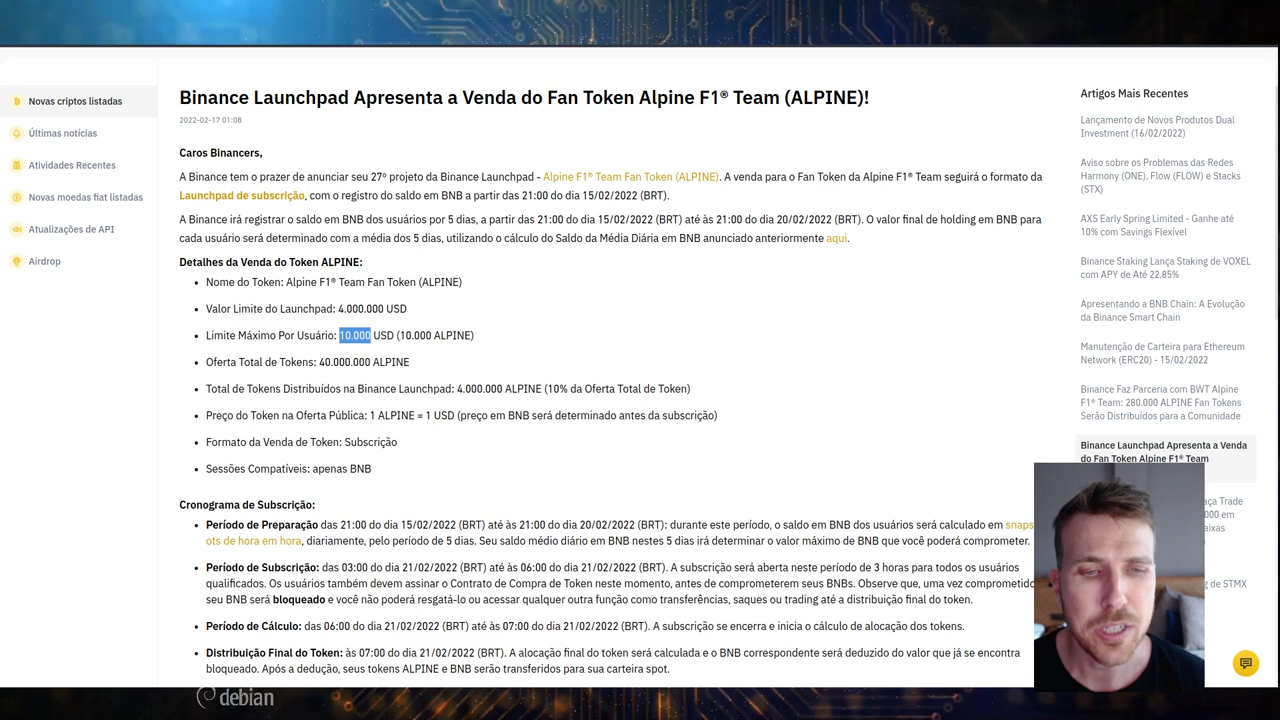 Novas criptos listadas
Últimas notícias
Atividades Recentes
Novas moedas fiat listadas
Atualizações de API
Airdrop
Binance Launchpad Apresenta a Venda do Fan Token Alpine F1® Team (ALPINE)!
2022-02-17 01:08
Caros Binancers,
A Binance tem o prazer de anunciar seu 27º projeto da Binance Launchpad - Alpine F1® Team Fan Token (ALPINE). A venda para o Fan Token da Alpine F1® Team seguirá o formato da
Launchpad de subscrição, com o registro do saldo em BNB a partir das 21:00 do dia 15/02/2022 (BRT).
A Binance irá registrar o saldo em BNB dos usuários por 5 dias, a partir das 21:00 do dia 15/02/2022 (BRT) até às 21:00 do dia 20/02/2022 (BRT). O valor final de holding em BNB para
cada usuário será determinado com a média dos 5 dias, utilizando o cálculo do Saldo da Média Diária em BNB anunciado anteriormente aqui.
Detalhes da Venda do Token ALPINE:
• Nome do Token: Alpine F1® Team Fan Token (ALPINE)
• Valor Limite do Launchpad: 4.000.000 USD
• Limite Máximo Por Usuário: 10.000 USD (10.000 ALPINE)
• Oferta Total de Tokens: 40.000.000 ALPINE
• Total de Tokens Distribuídos na Binance Launchpad: 4.000.000 ALPINE (10% da Oferta Total de Token)
• Preço do Token na Oferta Pública: 1 ALPINE = 1 USD (preço em BNB será determinado antes da subscrição)
• Formato da Venda de Token: Subscrição
• Sessões Compatíveis: apenas BNB
Cronograma de Subscrição:
• Período de Preparação das 21:00 do dia 15/02/2022 (BRT) até às 21:00 do dia 20/02/2022 (BRT): durante este período, o saldo em BNB dos usuários será calculado em snaps
ots de hora em hora, diariamente, pelo período de 5 dias. Seu saldo médio diário em BNB nestes 5 dias irá determinar o valor máximo de BNB que você poderá comprometer.
• Período de Subscrição: das 03:00 do dia 21/02/2022 (BRT) até às 06:00 do dia 21/02/2022 (BRT). A subscrição será aberta neste período de 3 horas para todos os usuários
qualificados. Os usuários também devem assinar o Contrato de Compra de Token neste momento, antes de comprometerem seus BNBs. Observe que, uma vez comprometido
seu BNB será bloqueado e você não poderá resgatá-lo ou acessar qualquer outra função como transferências, saques ou trading até a distribuição final do token.
• Período de Cálculo: das 06:00 do dia 21/02/2022 (BRT) até às 07:00 do dia 21/02/2022 (BRT). A subscrição se encerra e inicia o cálculo de alocação dos tokens.
• Distribuição Final do Token: às 07:00 do dia 21/02/2022 (BRT). A alocação final do token será calculada e o BNB correspondente será deduzido do valor que já se encontra
bloqueado. Após a dedução, seus tokens ALPINE e BNB serão transferidos para sua carteira spot.
Artigos Mais Recentes
Lançamento de Novos Produtos Dual
Investment (16/02/2022)
Aviso sobre os Problemas das Redes
Harmony (ONE). Flow (FLOW) e Stacks
(STX)
AXS Early Spring Limited - Ganhe até
10% com Savings Flexível
Binance Staking Lança Staking de VOXEL
com APY de Até 22,85%
Apresentando a BNB Chain: A Evolução
da Binance Smart Chain
Manutenção de Carteira para Ethereum
Network (ERC20) - 15/02/2022
Binance Faz Parceria com BWT Alpine
F1® Team: 280.000 ALPINE Fan Tokens
Serão Distribuídos para a Comunidade
Binance Launchpad Apresenta a Venda
do Fan Token Alpine F1® Team
Trade
000 em
aixas
de STMX
debian